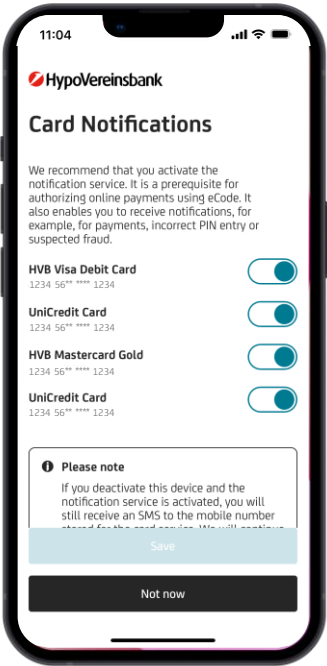 11:04
HypoVereinsbank
Card Notifications
We recommend that you activate the
notification service. It is a prerequisite for
authorizing online payments using eCode. It
also enables you to receive notifications, for
example, for payments, incorrect PIN entry or
suspected fraud.
HVB Visa Debit Card
1234 56** **** 1234
UniCredit Card
1234 56** **** 1234
HVB Mastercard Gold
1234 56** **** 1234
UniCredit Card
1234 56** **** 1234
Please note
If you deactivate this device and the
notification service is activated, you will
still receive an SMS to the mobile number
stored for the card service. We will continue
Save
Not now